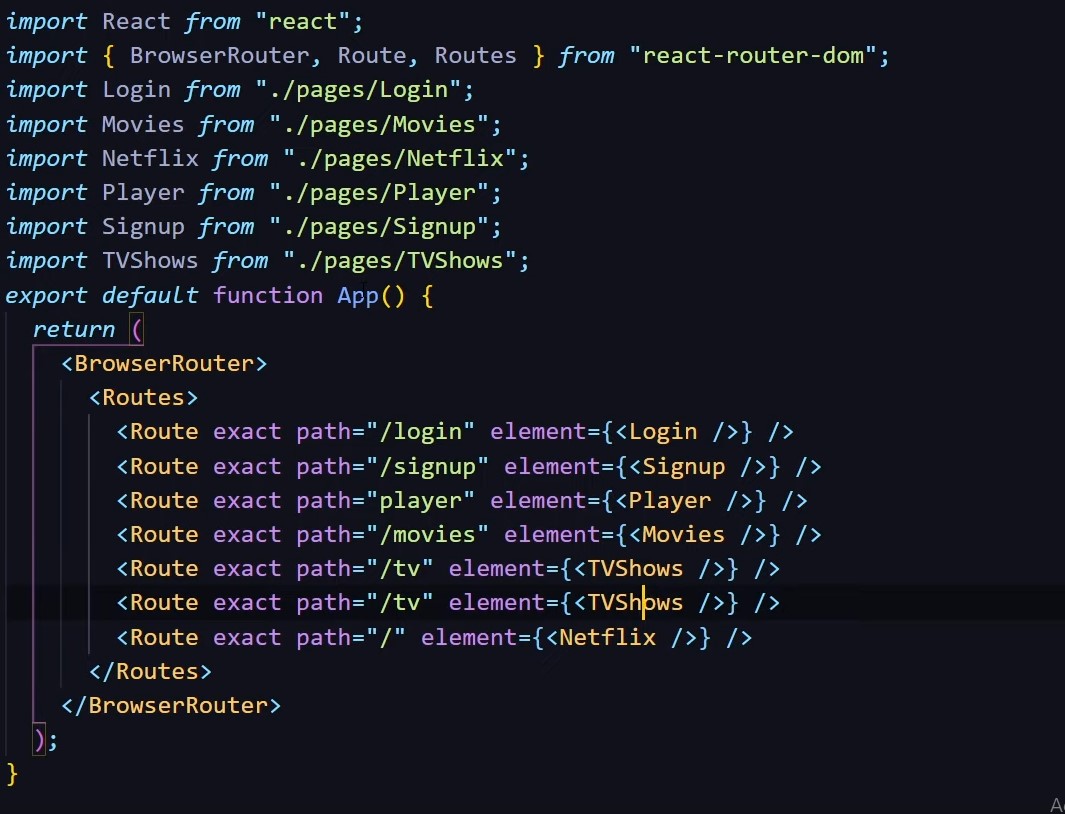 import React from "react";
import { BrowserRouter, Route, Routes } from "react-router-dom";
import Login from "./pages/Login";
import Movies from "./pages/Movies";
import Netflix from "./pages/Netflix";
import Player from "./pages/Player";
import Signup from "./pages/Signup";
import TVShows from "./pages/TVShows";
export default function App() {
  return (
    <BrowserRouter>
      <Routes>
        <Route exact path="/login" element={<Login />} />
        <Route exact path="/signup" element={<Signup />} />
        <Route exact path="player" element={<Player />} />
        <Route exact path="/movies" element={<Movies />} />
        <Route exact path="/tv" element={<TVShows />} />
        <Route exact path="/tv" element={<TVShows />} />
        <Route exact path="/" element={<Netflix />} />
      </Routes>
    </BrowserRouter>
  );
}